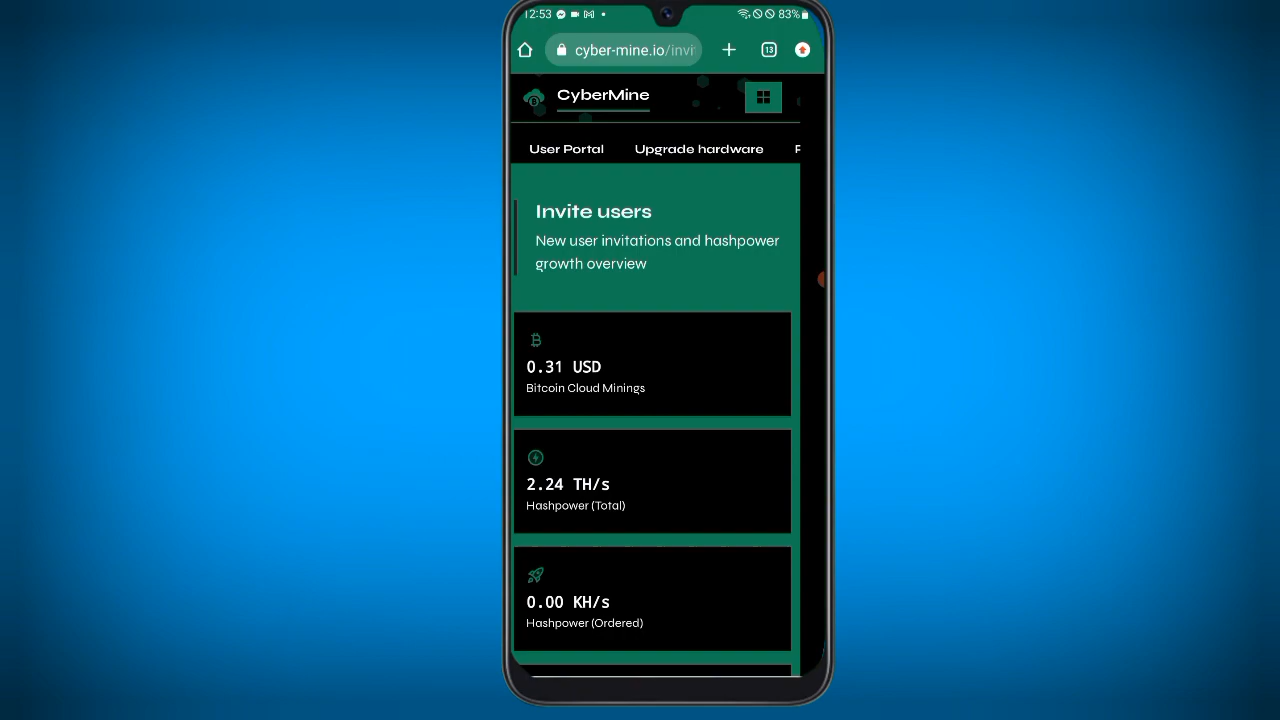 12:53
83%
cyber-mine.io/invi
13
CyberMine
User Portal Upgrade hardware
Invite users
New user invitations and hashpower
growth overview
0.31 USD
Bitcoin Cloud Minings
2.24 TH/s
Hashpower (Total)
0.00 KH/s
Hashpower (Ordered)